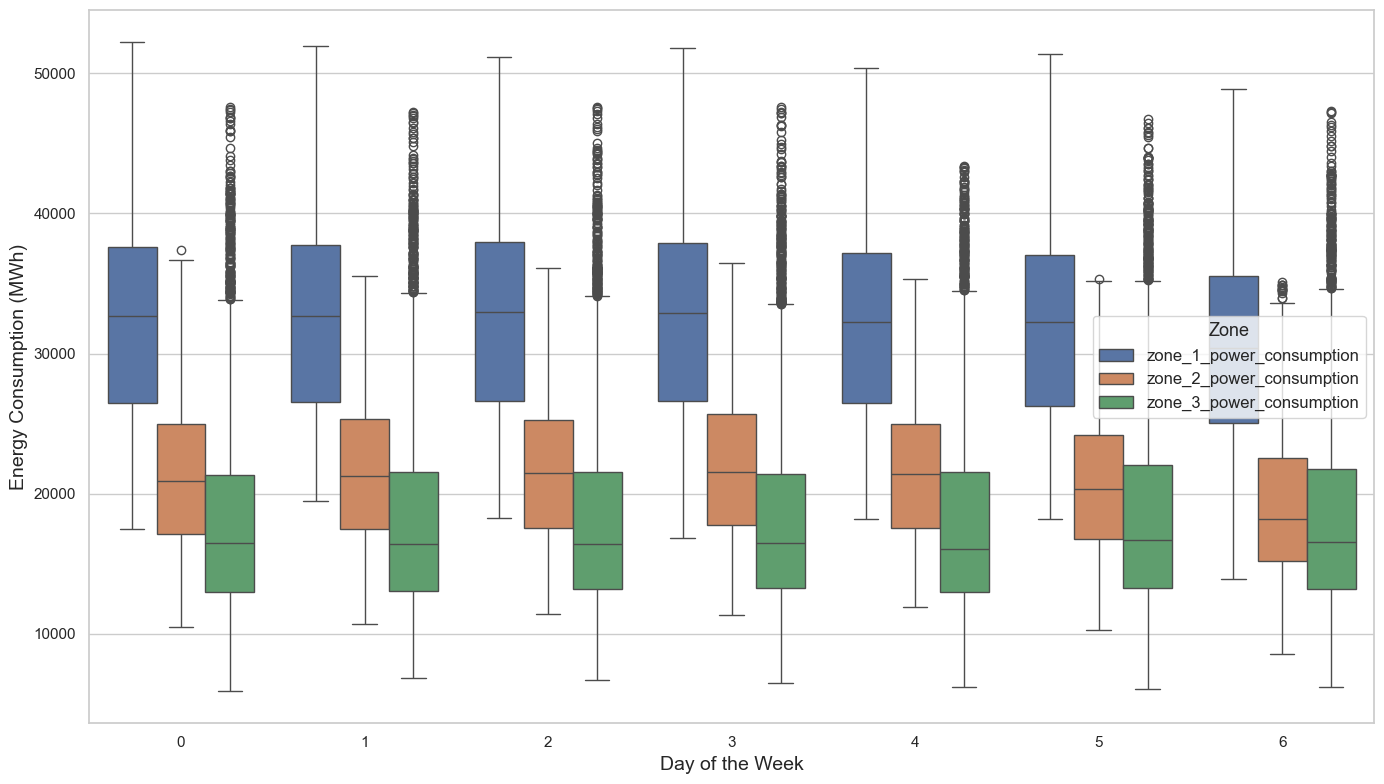 Energy Consumption (MWh)
50000
40000
30000
20000
10000
Zone
zone_1_power_consumption
zone_2_power_consumption
zone_3_power_consumption
0 1 2 3 4 5 6
Day of the Week